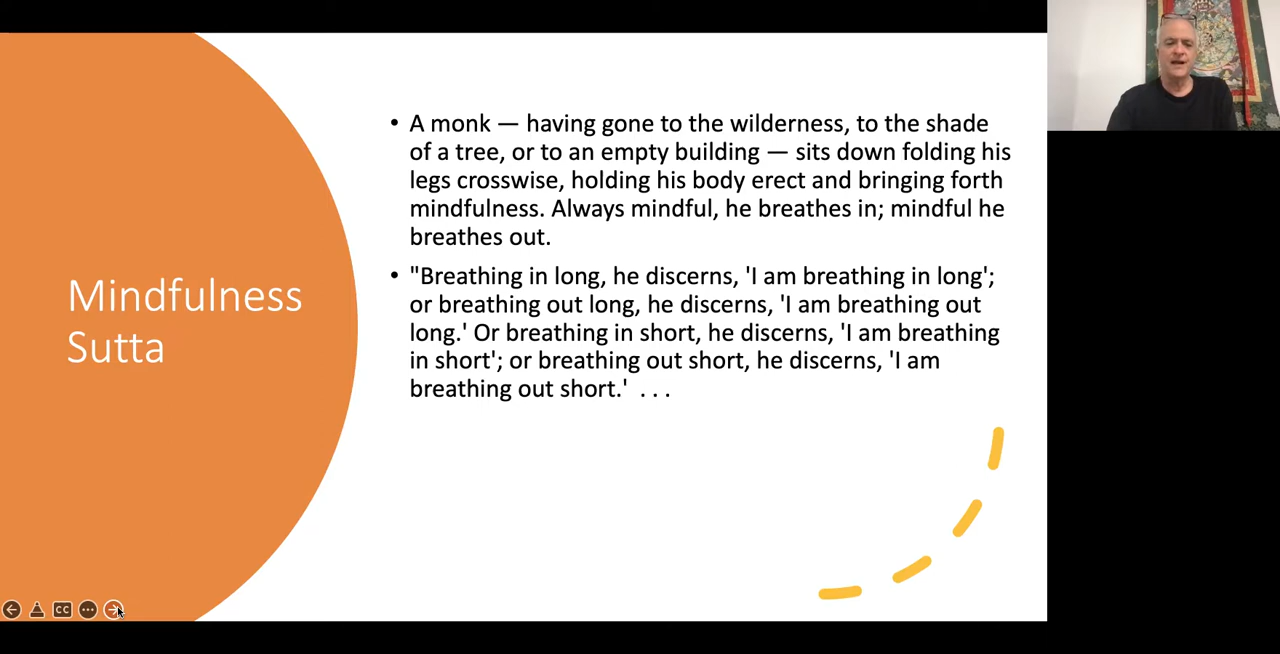 Mindfulness
Sutta
• A monk — having gone to the wilderness, to the shade
of a tree, or to an empty building — sits down folding his
legs crosswise, holding his body erect and bringing forth
mindfulness. Always mindful, he breathes in; mindful he
breathes out.
• "Breathing in long, he discerns, 'I am breathing in long';
or breathing out long, he discerns, 'I am breathing out
long.' Or breathing in short, he discerns, 'I am breathing
in short'; or breathing out short, he discerns, 'I am
breathing out short.' . . .
CC